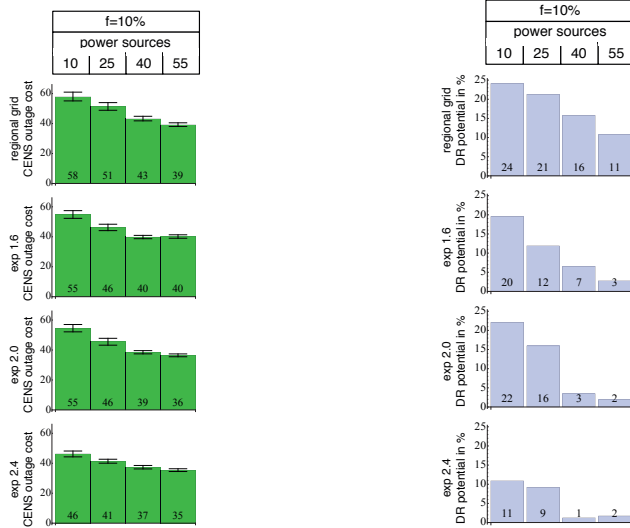 f=10%
power sources
10 25 40 55
regional grid
CENS outage cost
60
40
20
0
58 51 43 39
exp 1.6
CENS outage cost
60
40
20
0
55 46 40 40
exp 2.0
CENS outage cost
60
40
20
0
55 46 39 36
exp 2.4
CENS outage cost
60
40
20
0
46 41 37 35
f=10%
power sources
10 25 40 55
regional grid
DR potential in %
25
20
15
10
5
0
24 21 16 11
exp 1.6
DR potential in %
25
20
15
10
5
0
20 12 7 3
exp 2.0
DR potential in %
25
20
15
10
5
0
22 16 3 2
exp 2.4
DR potential in %
25
20
15
10
5
0
11 9 1 2